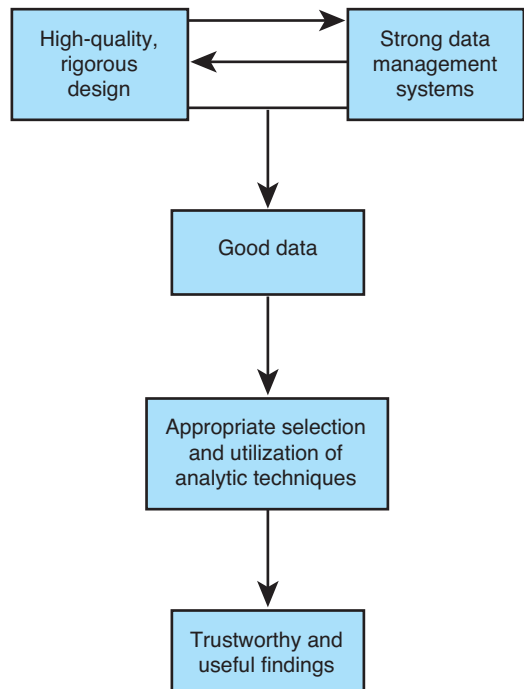 High-quality,
rigorous
design
Strong data
management
systems
Good data
Appropriate selection
and utilization of
analytic techniques
Trustworthy and
useful findings